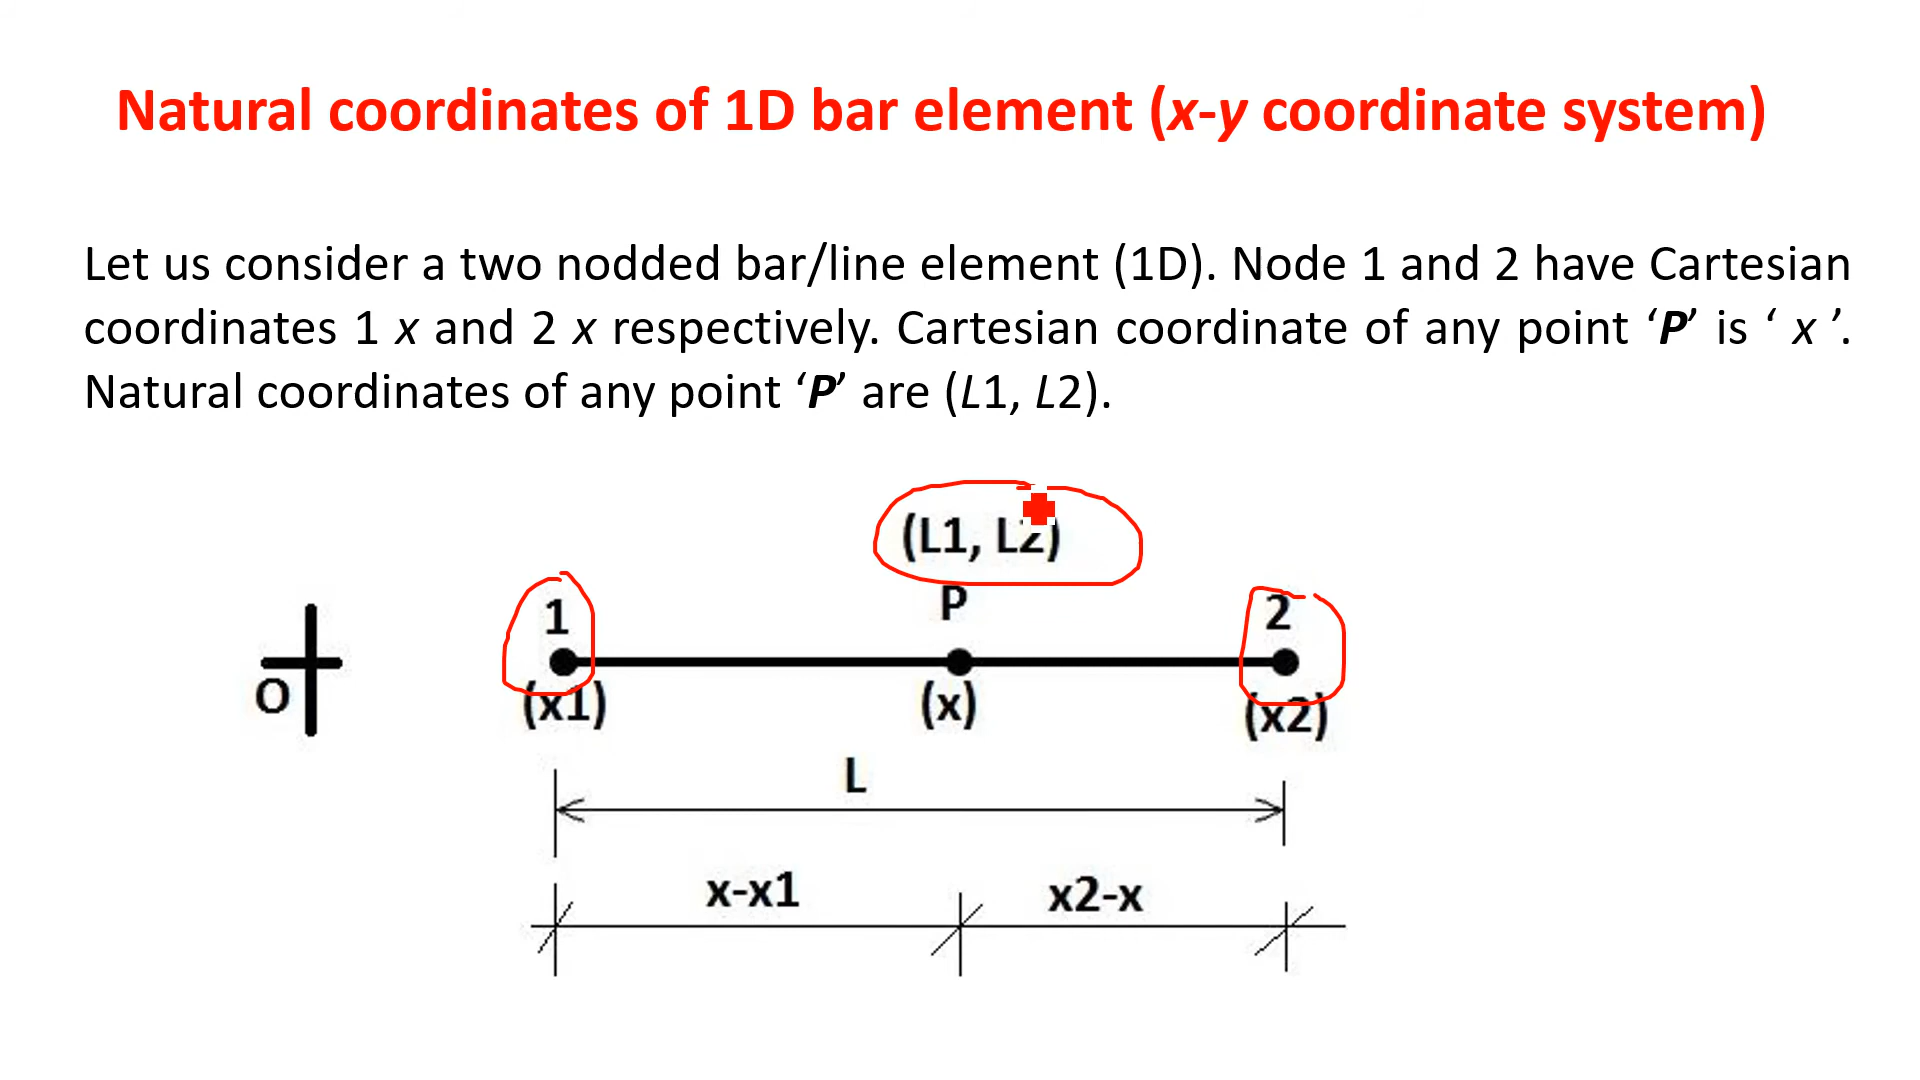 Natural coordinates of 1D bar element (x-y coordinate system)
Let us consider a two nodded bar/line element (1D). Node 1 and 2 have Cartesian
coordinates 1 x and 2 x respectively. Cartesian coordinate of any point ‘P’ is ‘ x ’.
Natural coordinates of any point ‘P’ are (L1, L2).
(L1, L2)
1 P 2
O (x1) (x) (x2)
L
x-x1 x2-x